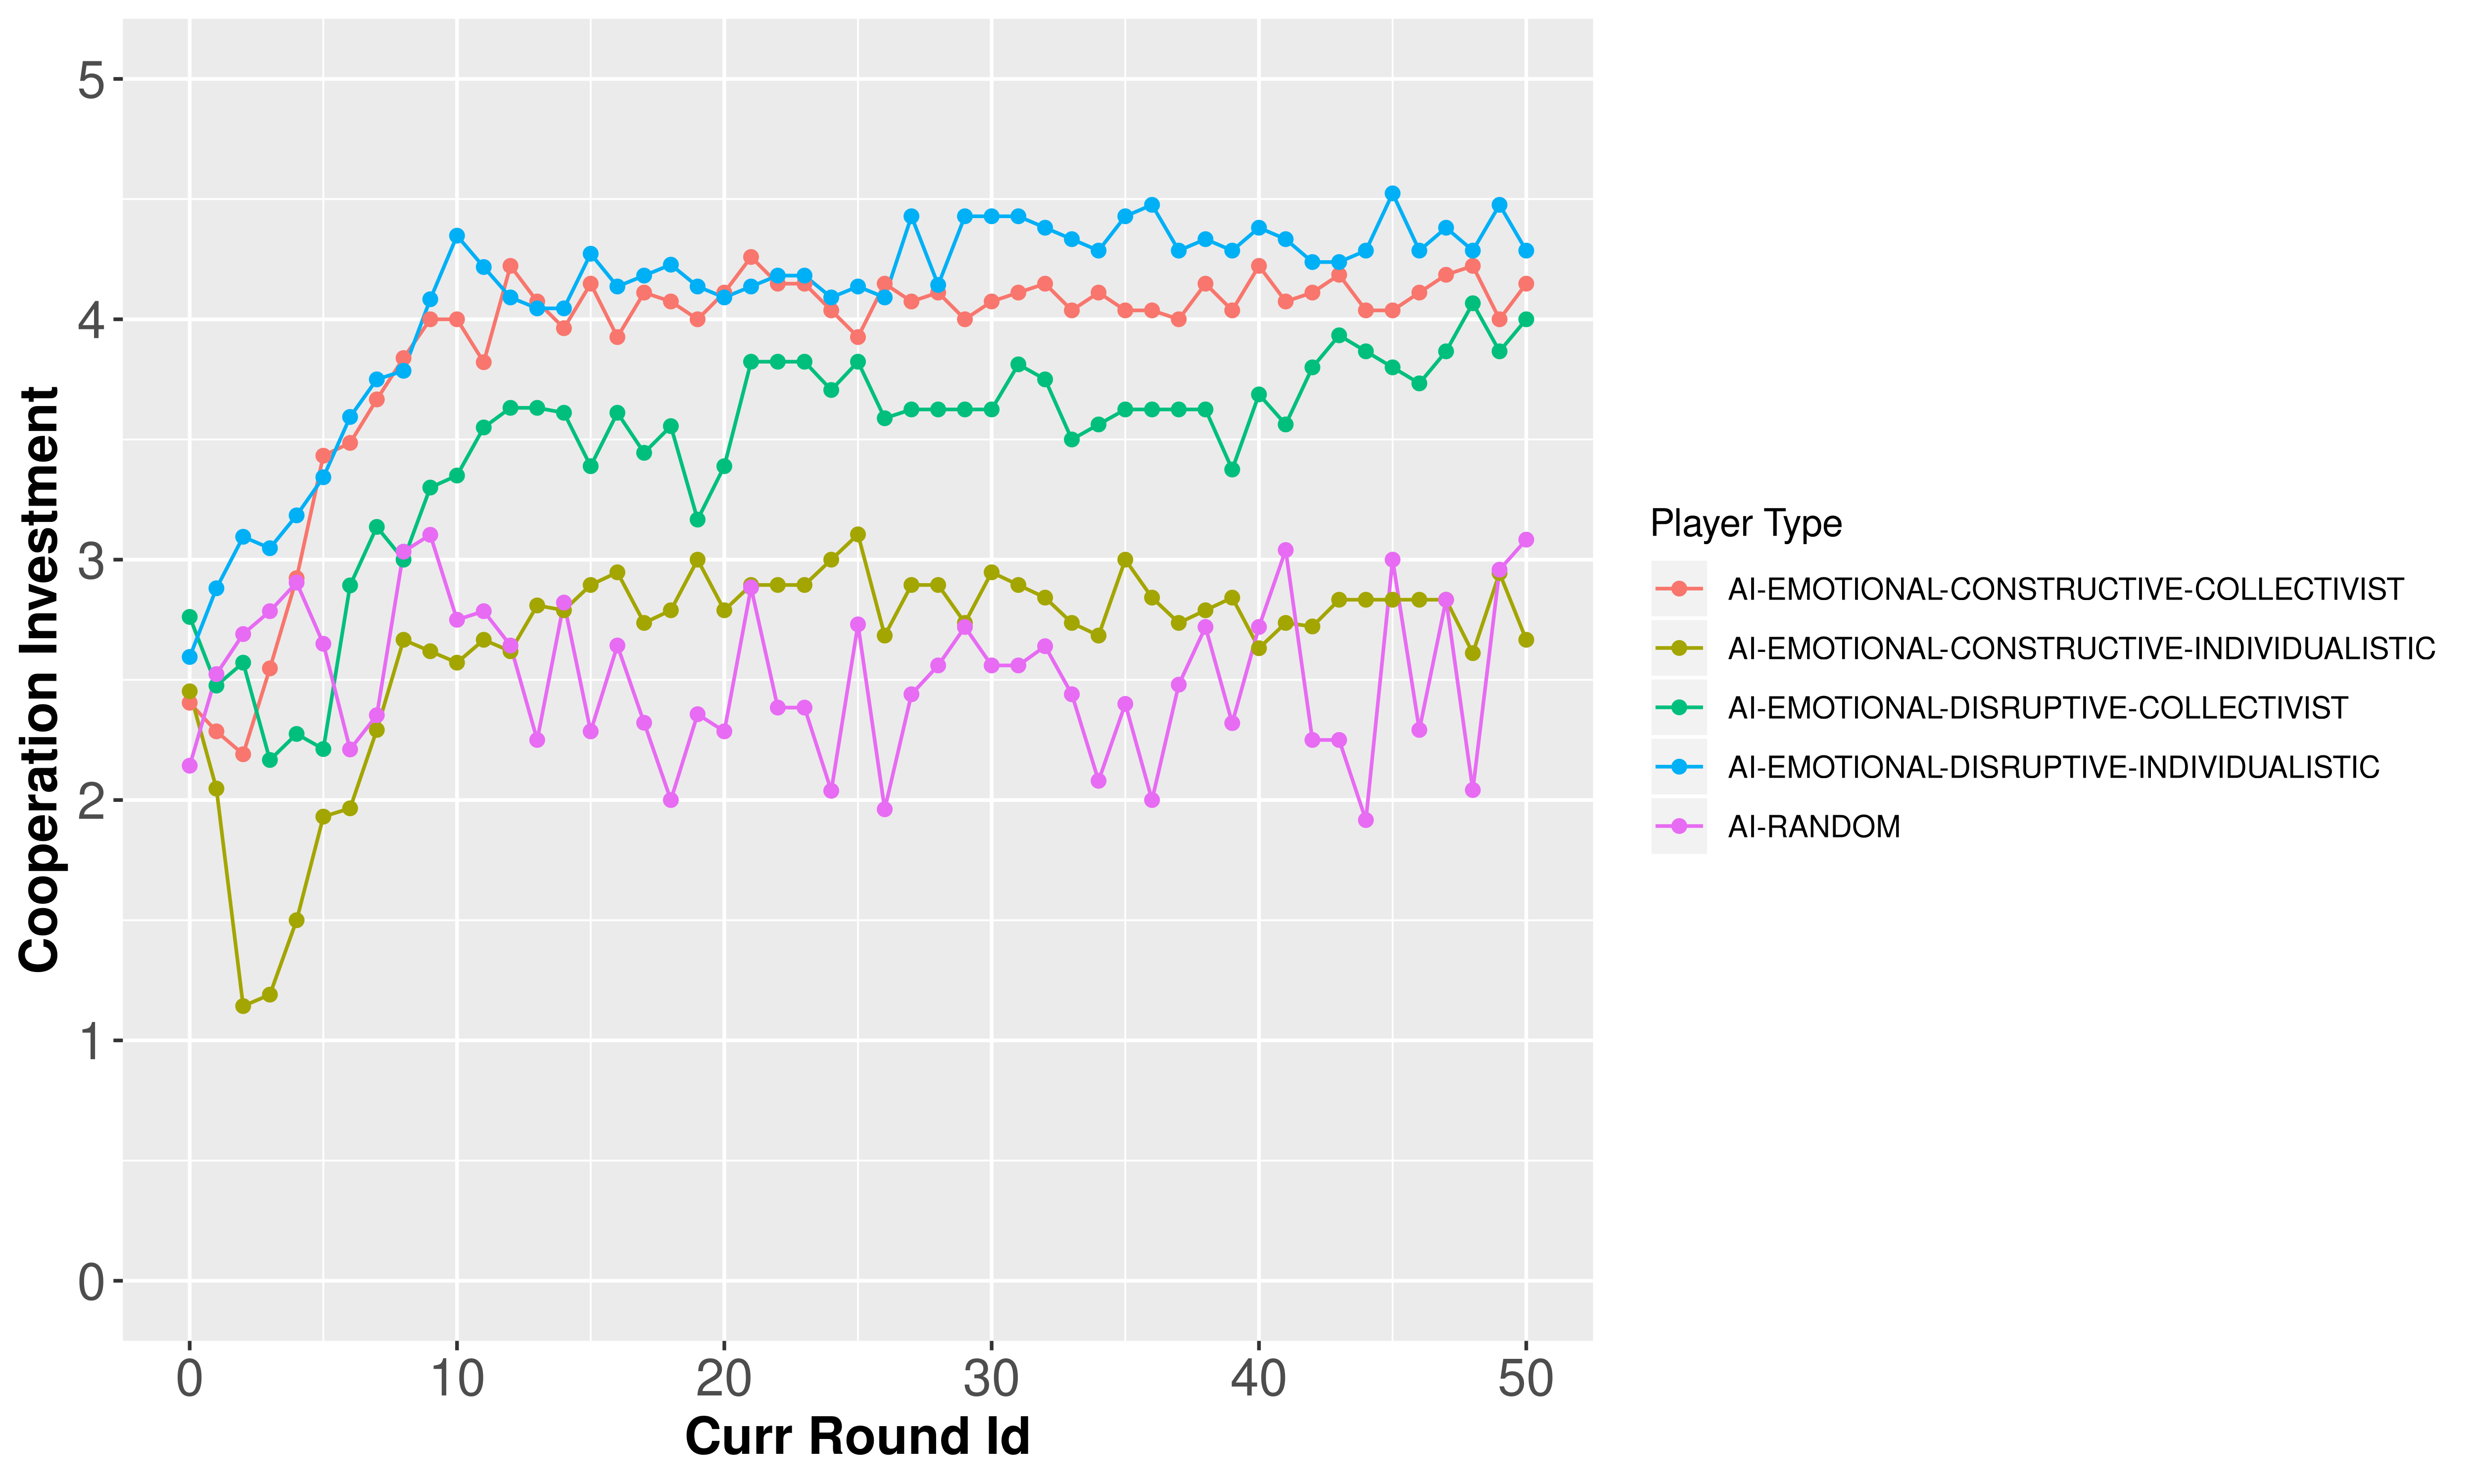 Cooperation Investment
5
4
3
2
1
0
0 10 20 30 40 50
Curr Round Id
Player Type
AI-EMOTIONAL-CONSTRUCTIVE-COLLECTIVIST
AI-EMOTIONAL-CONSTRUCTIVE-INDIVIDUALISTIC
AI-EMOTIONAL-DISRUPTIVE-COLLECTIVIST
AI-EMOTIONAL-DISRUPTIVE-INDIVIDUALISTIC
AI-RANDOM